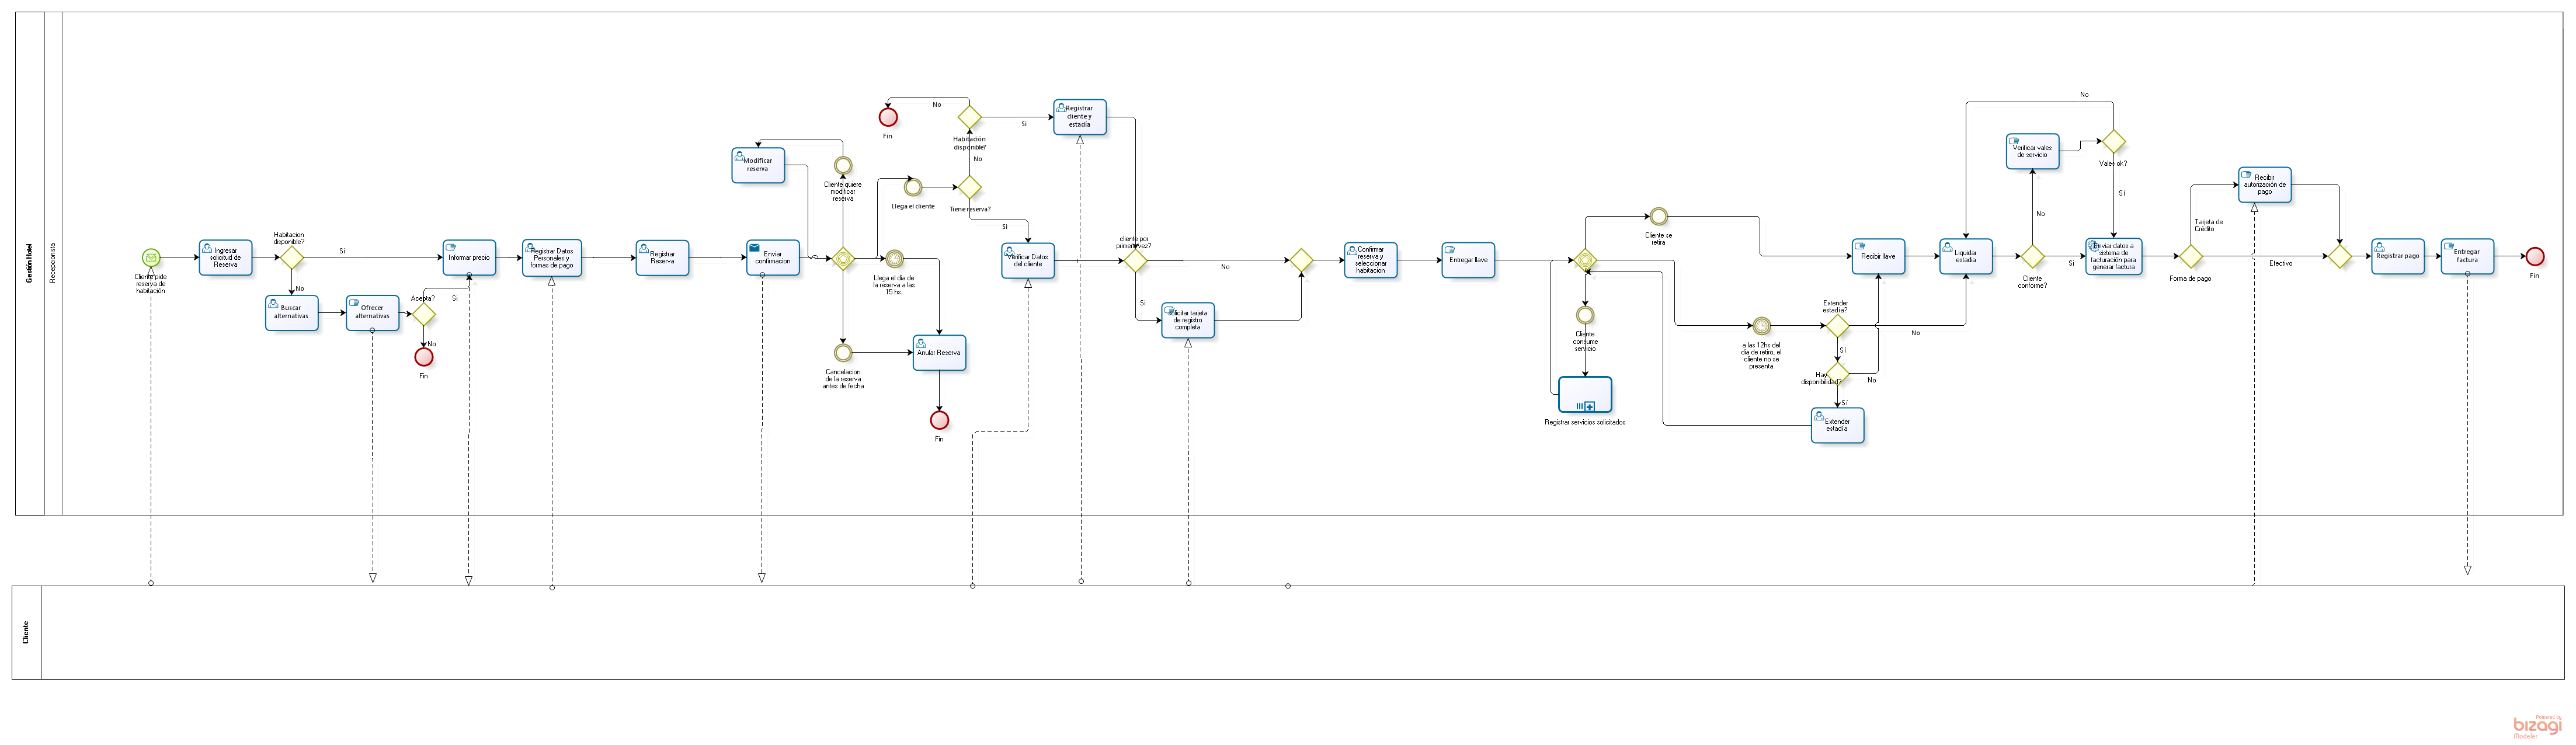 Gestión Hotel
Recepcionista
Cliente pide
reserva de
habitación
Ingresar
solicitud de
Reserva
Habitacion
disponible?
Si
No
Buscar
alternativas
Ofrecer
alternativas
Acepta?
Si
No
Fin
Infomar precio
Registrar Datos
Personales y
formas de pago
Registrar
Reserva
Enviar
confirmacion
Modificar
reserva
Cliente quiere
modificar
reserva
Llega el cliente
Llega el dia de
la reserva a las
15 hs.
Cancelacion
de la reserva
antes de fecha
Anular Reserva
Fin
Tiene reserva?
No
Si
Habitación
disponible?
No
Fin
Si
Registrar
cliente y
estadía
Verificar Datos
del cliente
cliente por
primera vez?
No
Si
solicitar tarjeta
de registro
completa
Confirmar
reserva y
seleccionar
habitacion
Entregar llave
Cliente se
retira
Cliente
consume
servicio
Registrar servicios solicitados
a las 12hs del
dia de retiro, el
cliente no se
presenta
Extender
estadía?
No
Sí
Hay
disponibilidad?
No
Sí
Extender
estadía
Recibir llave
Liquidar
estadia
Cliente
conforme?
No
Si
Verificar vales
de servicio
Vales ok?
No
Sí
Enviar datos a
sistema de
facturación para
generar factura
Forma de pago
Tarjeta de
Crédito
Efectivo
Recibir
autorización de
pago
Registrar pago
Entregar
factura
Fin
Cliente
Powered by
bizagi
Modeler